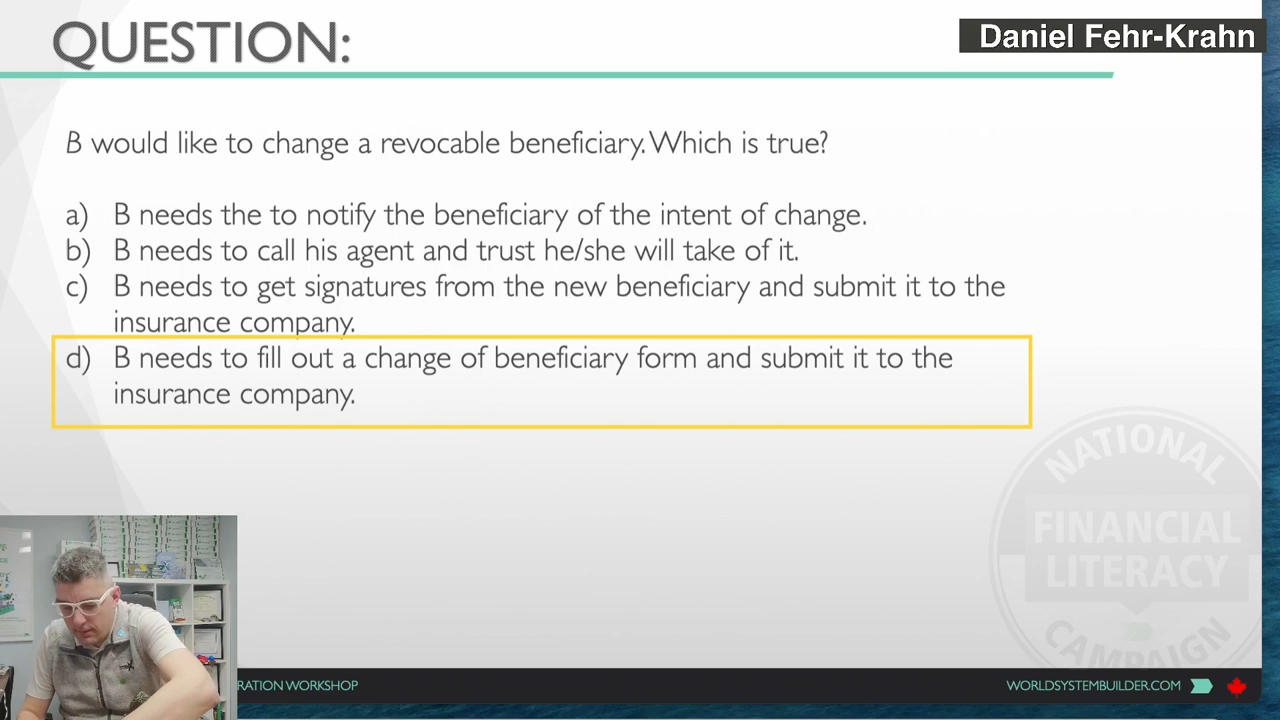 QUESTION:
Daniel Fehr-Krahn
B would like to change a revocable beneficiary. Which is true?
a) B needs the to notify the beneficiary of the intent of change.
b) B needs to call his agent and trust he/she will take of it.
c) B needs to get signatures from the new beneficiary and submit it to the
insurance company.
d) B needs to fill out a change of beneficiary form and submit it to the
insurance company.
NATIONAL
FINANCIAL
LITERACY
CAMPAIGN
RATION WORKSHOP
WORLDSYSTEMBUILDER.COM